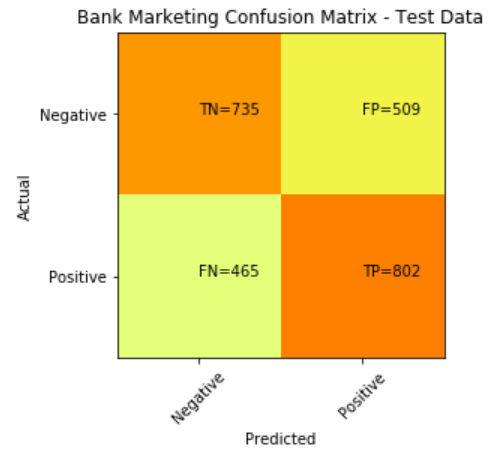 Bank Marketing Confusion Matrix - Test Data
Actual
Negative
TN=735
FP=509
Positive
FN=465
TP=802
Negative
Positive
Predicted